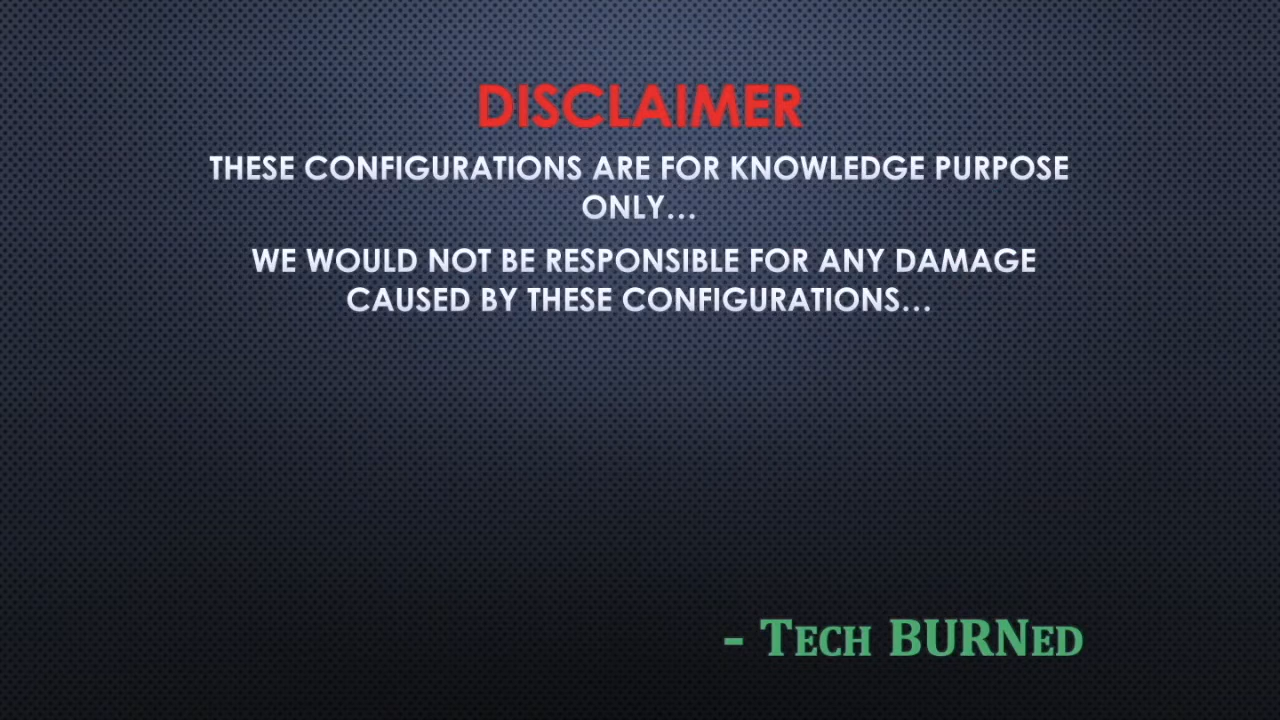 DISCLAIMER
THESE CONFIGURATIONS ARE FOR KNOWLEDGE PURPOSE
ONLY...
WE WOULD NOT BE RESPONSIBLE FOR ANY DAMAGE
CAUSED BY THESE CONFIGURATIONS...
- TECH BURNED